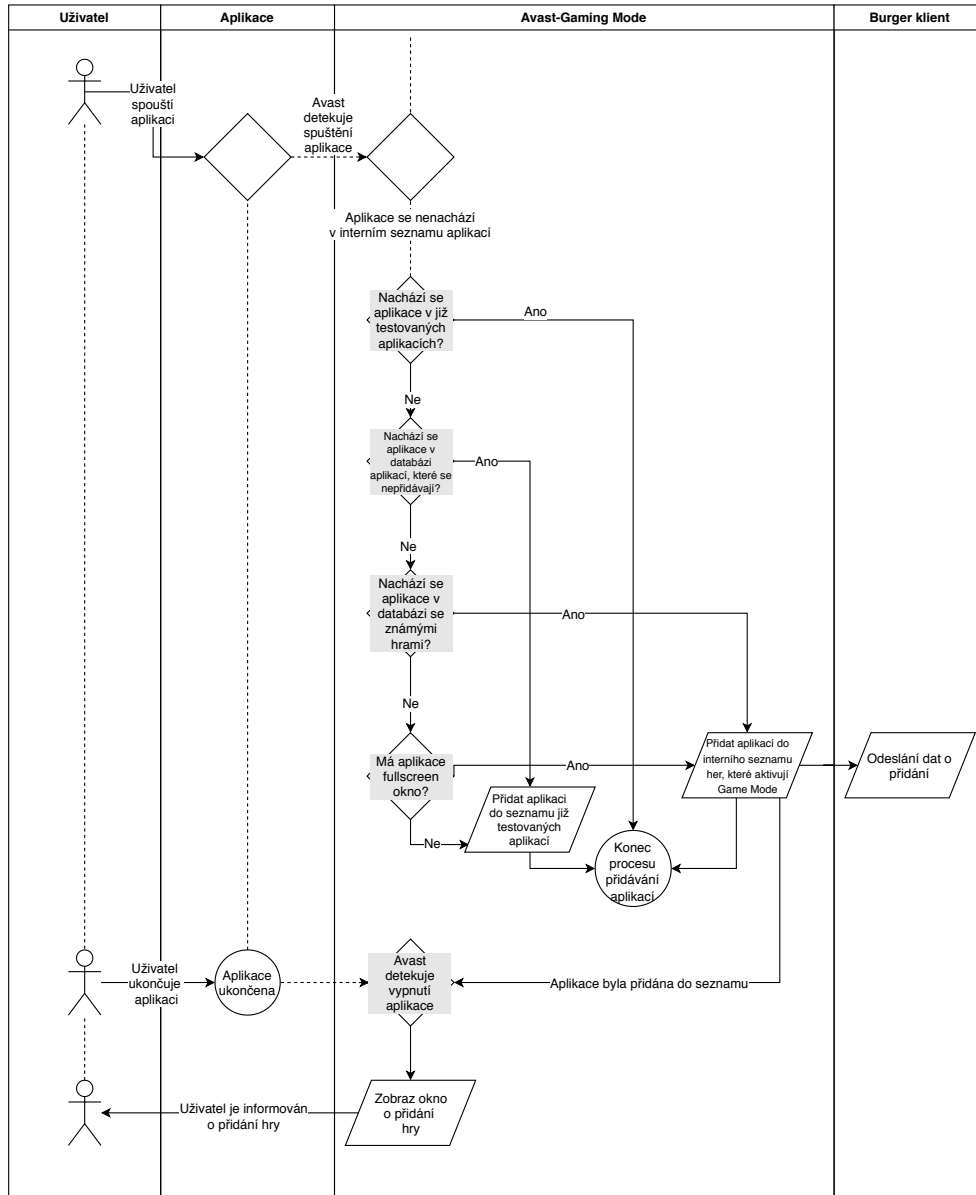 Uživatel
Aplikace
Avast-Gaming Mode
Burger klient
Uživatel
spouští
aplikaci
Avast
detekuje
spuštění
aplikace
Aplikace se nenachází
v interním seznamu aplikací
Nachází se
aplikace v již
testovaných
aplikacích?
Ano
Ne
Nachází se
aplikace v
databázi
aplikací, které se
nepřidávají?
Ano
Ne
Nachází se
aplikace v
databázi se
známými
hrami?
Ano
Ne
Má aplikace
fullscreen
okno?
Ano
Přidat aplikací do
interního seznamu
her, které aktivují
Game Mode
Odeslání dat o
přidání
Ne
Přidat aplikaci
do seznamu již
testovaných
aplikací
Konec
procesu
přidávání
aplikací
Uživatel
ukončuje
aplikaci
Aplikace
ukončena
Avast
detekuje
vypnutí
aplikace
Aplikace byla přidána do seznamu
Uživatel je informován
o přidání hry
Zobraz okno
o přidání
hry